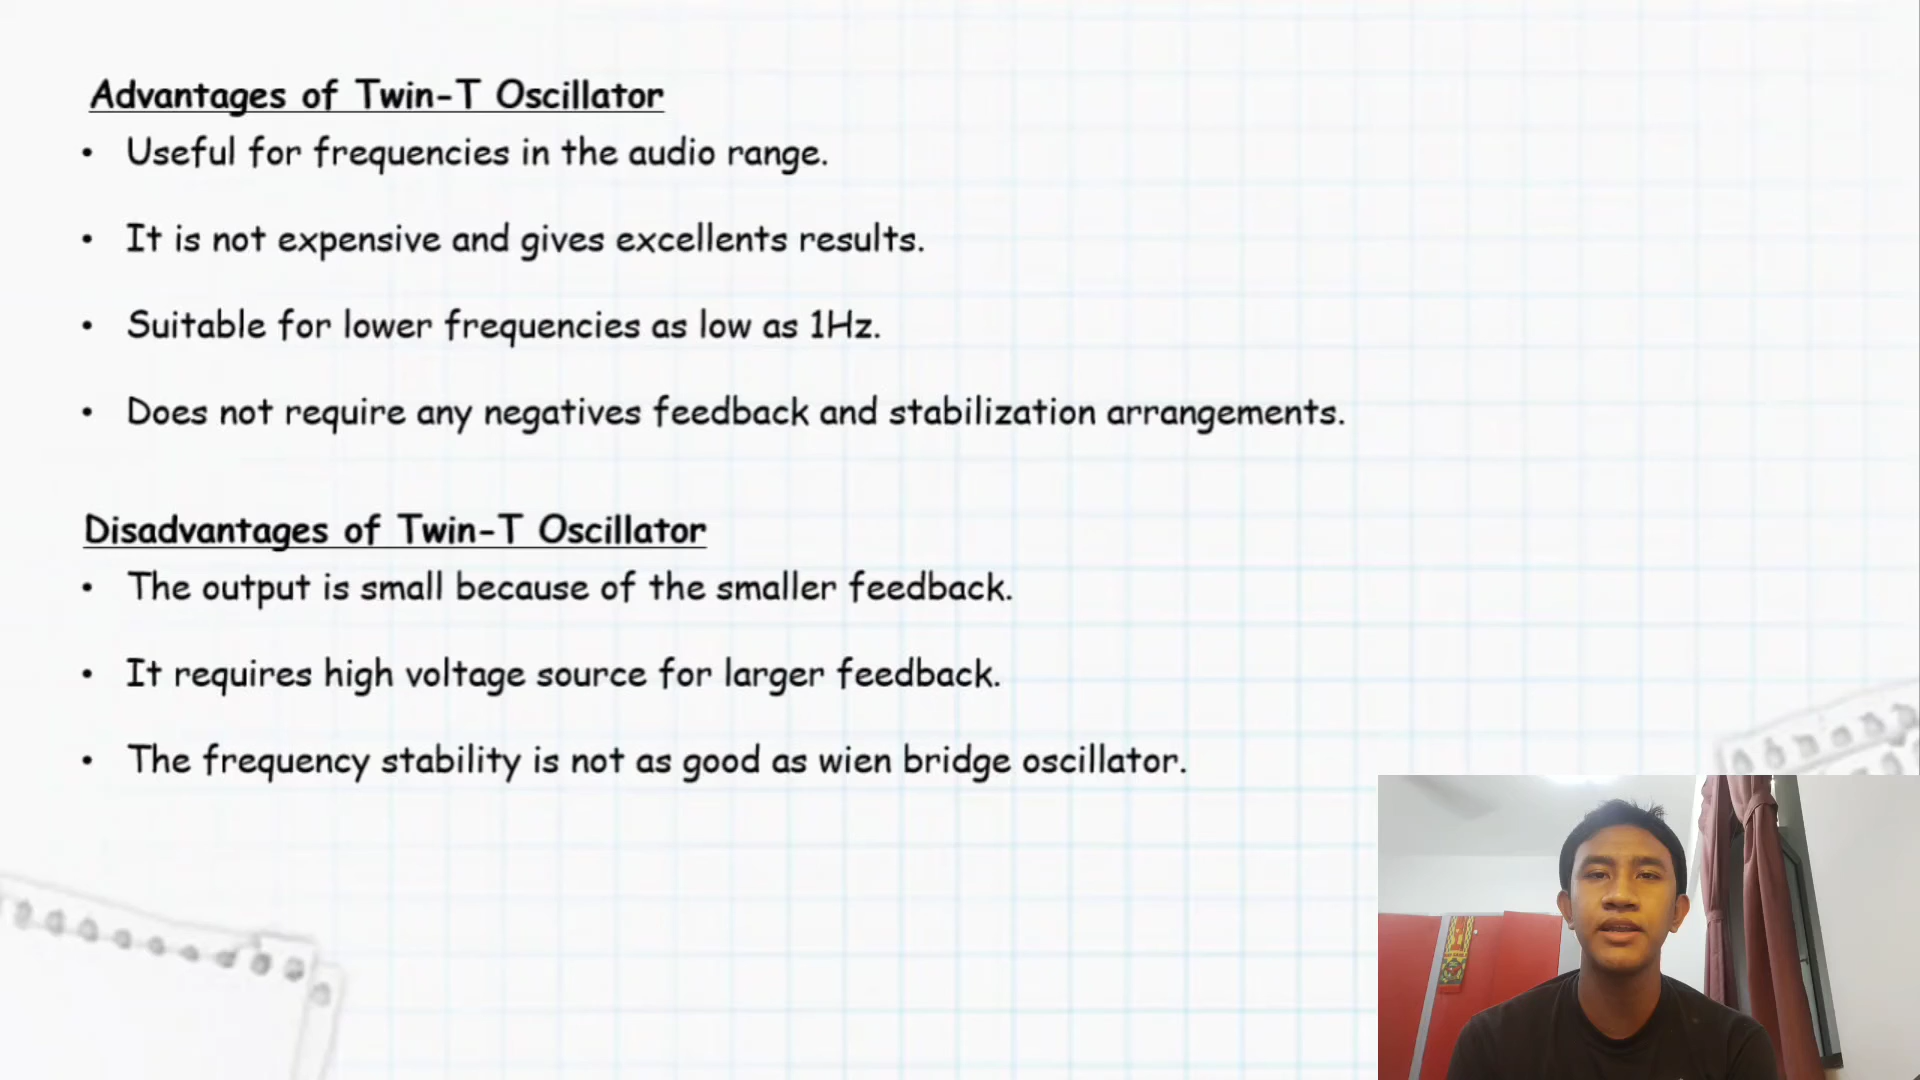 Advantages of Twin-T Oscillator
• Useful for frequencies in the audio range.
• It is not expensive and gives excellents results.
• Suitable for lower frequencies as low as 1Hz.
• Does not require any negatives feedback and stabilization arrangements.
Disadvantages of Twin-T Oscillator
• The output is small because of the smaller feedback.
• It requires high voltage source for larger feedback.
• The frequency stability is not as good as wien bridge oscillator.